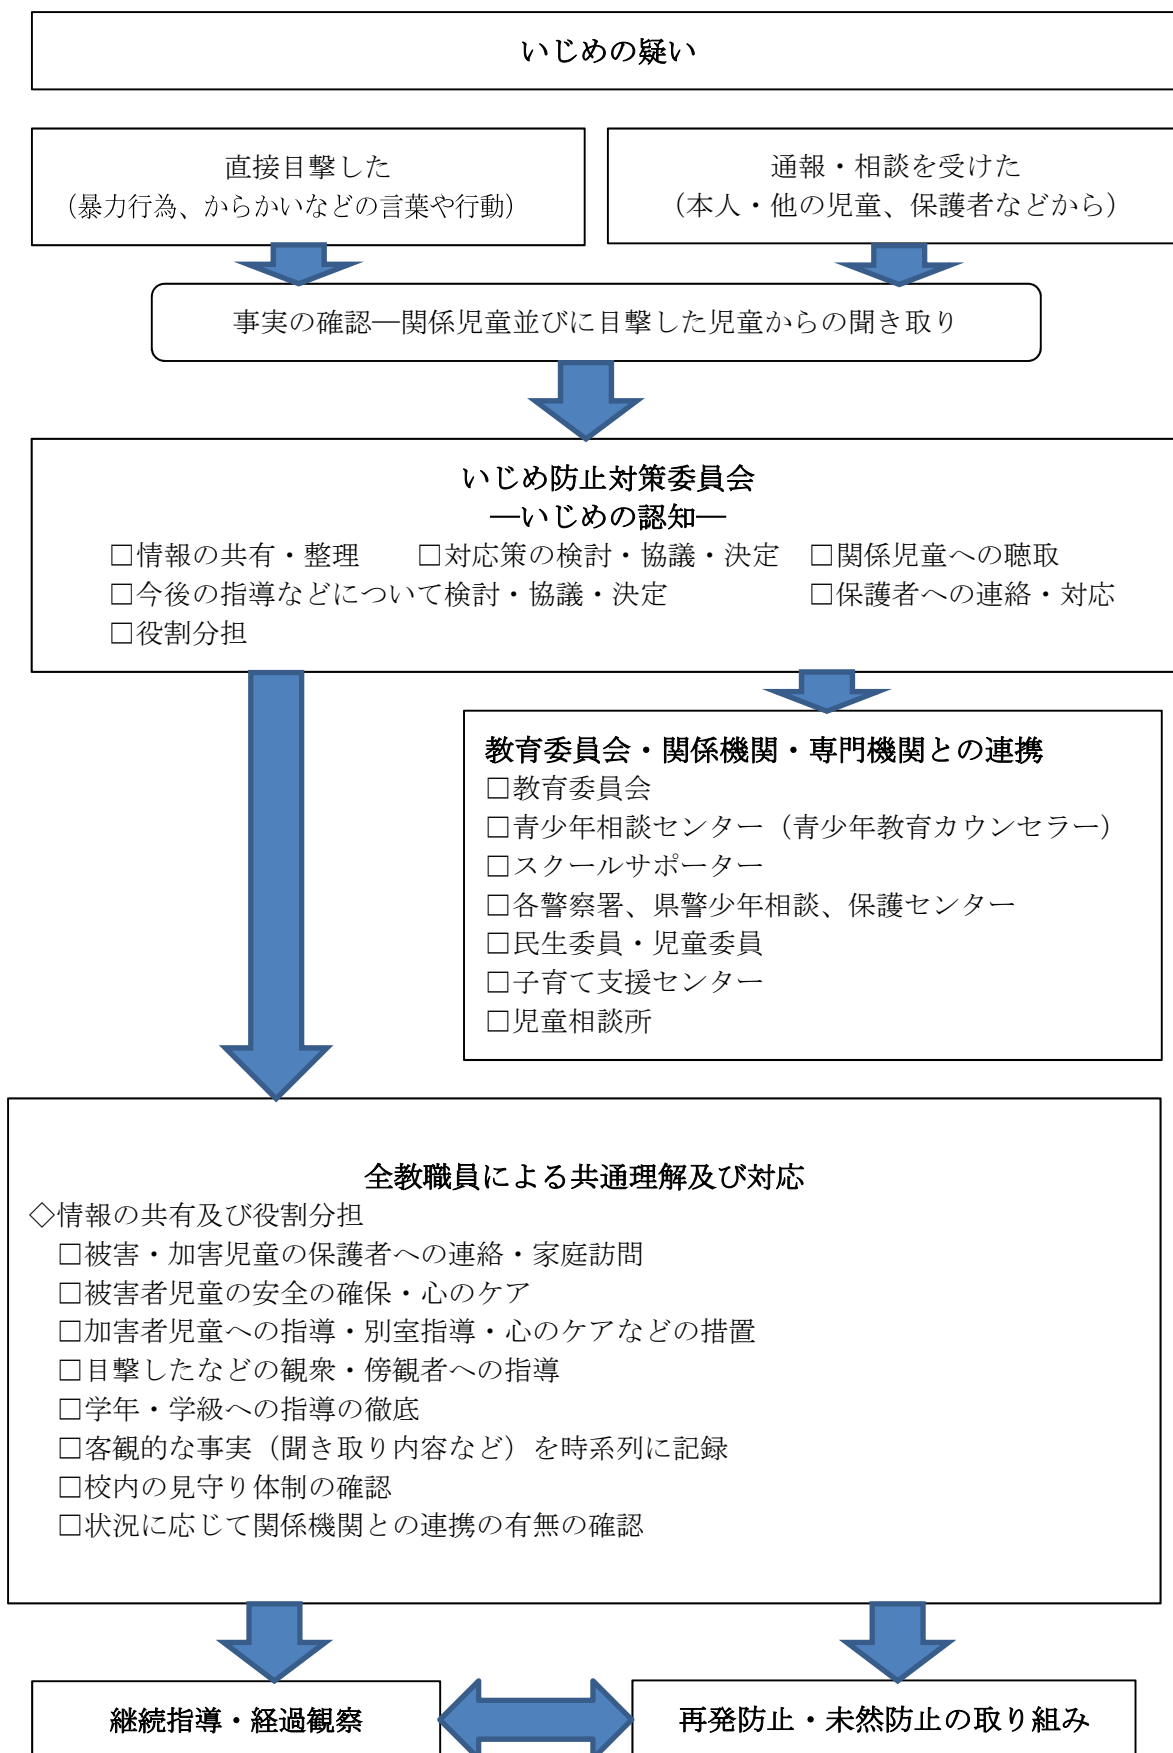 いじめの疑い
直接目撃した
（暴力行為、からかいなどの言葉や行動）
通報・相談を受けた
（本人・他の児童、保護者などから）
事実の確認―関係児童並びに目撃した児童からの聞き取り
いじめ防止対策委員会
―いじめの認知―
□情報の共有・整理　□対応策の検討・協議・決定　□関係児童への聴取
□今後の指導などについて検討・協議・決定　□保護者への連絡・対応
□役割分担
教育委員会・関係機関・専門機関との連携
□教育委員会
□青少年相談センター（青少年教育カウンセラー）
□スクールサポーター
□各警察署、県警少年相談、保護センター
□民生委員・児童委員
□子育て支援センター
□児童相談所
全教職員による共通理解及び対応
◇情報の共有及び役割分担
□被害・加害児童の保護者への連絡・家庭訪問
□被害者児童の安全の確保・心のケア
□加害者児童への指導・別室指導・心のケアなどの措置
□目撃したなどの観衆・傍観者への指導
□学年・学級への指導の徹底
□客観的な事実（聞き取り内容など）を時系列に記録
□校内の見守り体制の確認
□状況に応じて関係機関との連携の有無の確認
継続指導・経過観察
再発防止・未然防止の取り組み